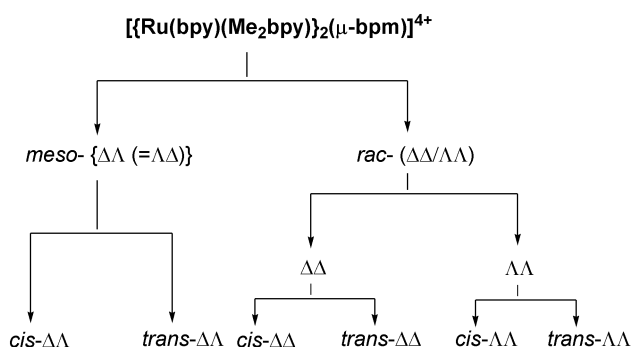 [{Ru(bpy)(Me₂bpy)}₂(μ-bpm)]⁴⁺
meso- {ΔΛ (=ΛΔ)} rac- (ΔΔ/ΛΛ)
ΔΔ ΛΛ
cis-ΔΛ trans-ΔΛ cis-ΔΔ trans-ΔΔ cis-ΛΛ trans-ΛΛ